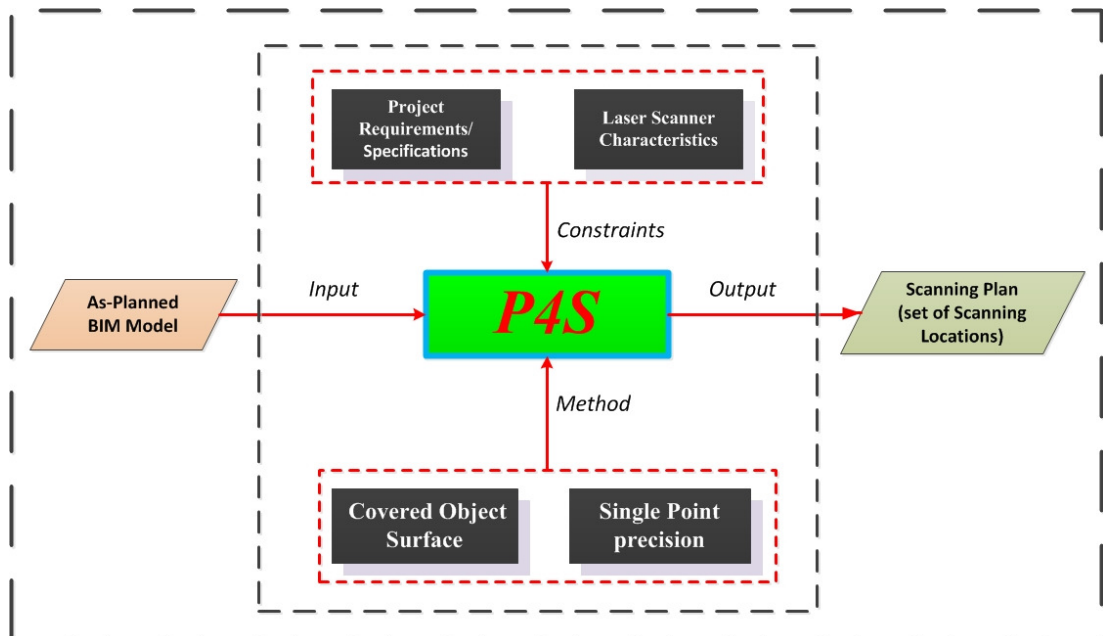 Project
Requirements/
Specifications
Laser Scanner
Characteristics
Constraints
As-Planned
BIM Model
Input
P4S
Output
Scanning Plan
(set of Scanning
Locations)
Method
Covered Object
Surface
Single Point
precision